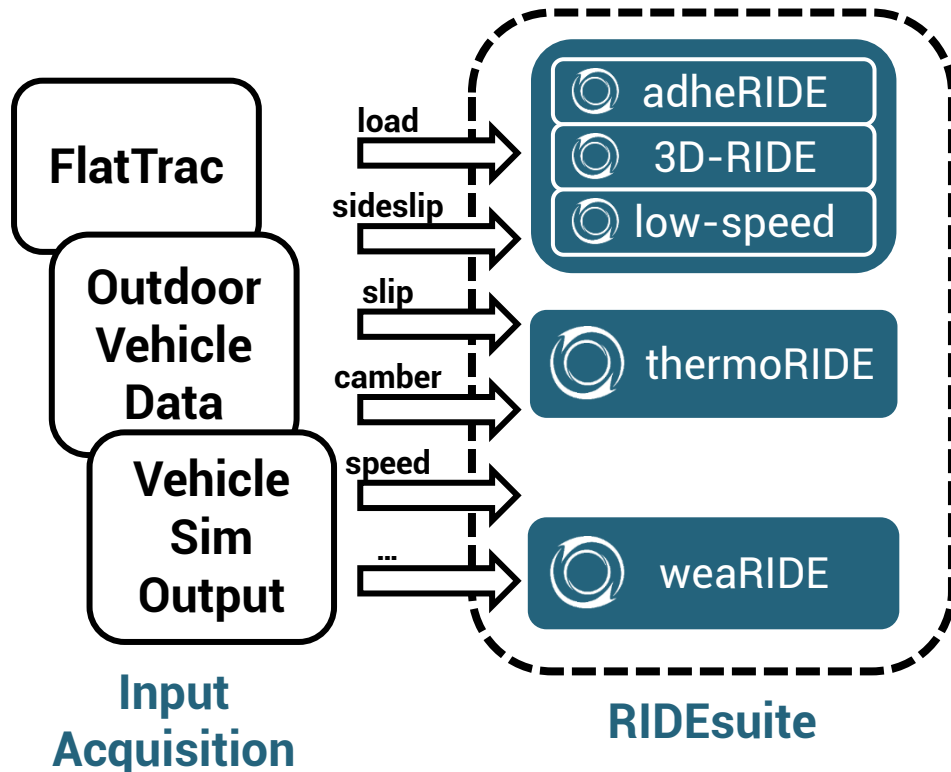 FlatTrac
Outdoor
Vehicle
Data
Vehicle
Sim
Output
Input
Acquisition
load
sideslip
slip
camber
speed
...
adheRIDE
3D-RIDE
low-speed
thermoRIDE
weaRIDE
RIDEsuite